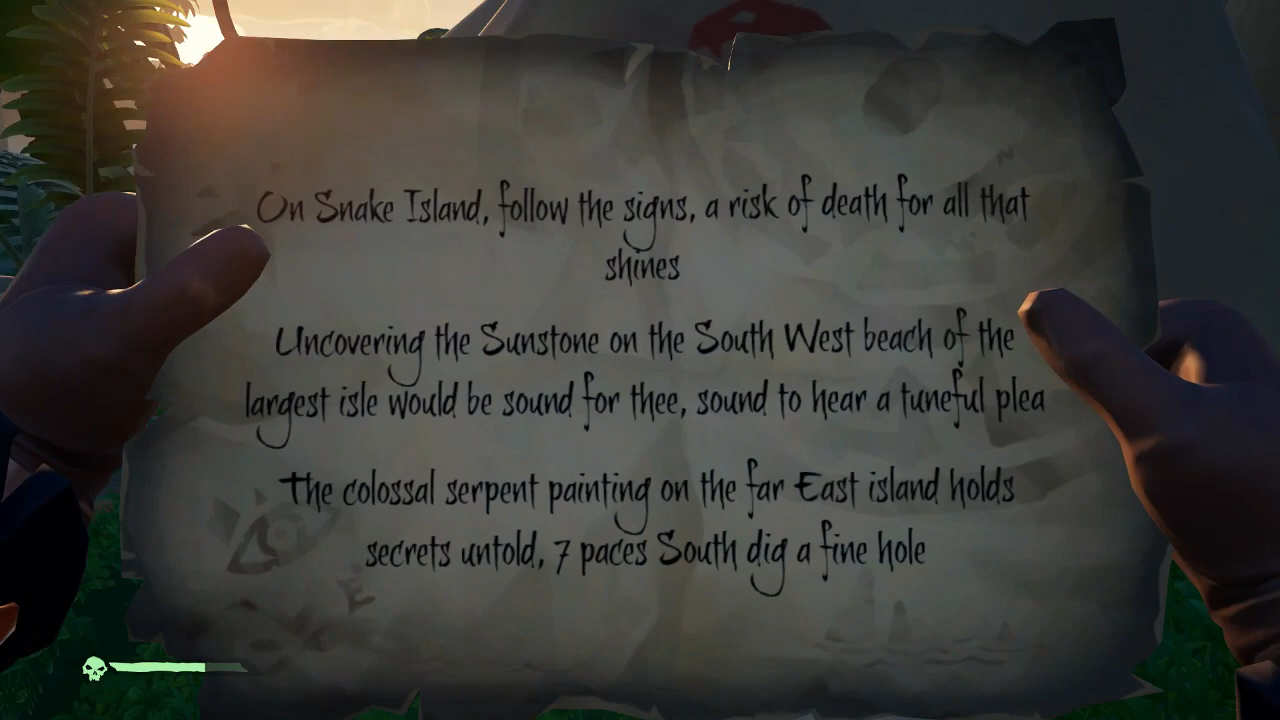 On Snake Island, follow the signs, a risk of death for all that
shines
Uncovering the Sunstone on the South West beach of the
largest isle would be sound for thee, sound to hear a tuneful plea
The colossal serpent painting on the far East island holds
secrets untold, 7 paces South dig a fine hole